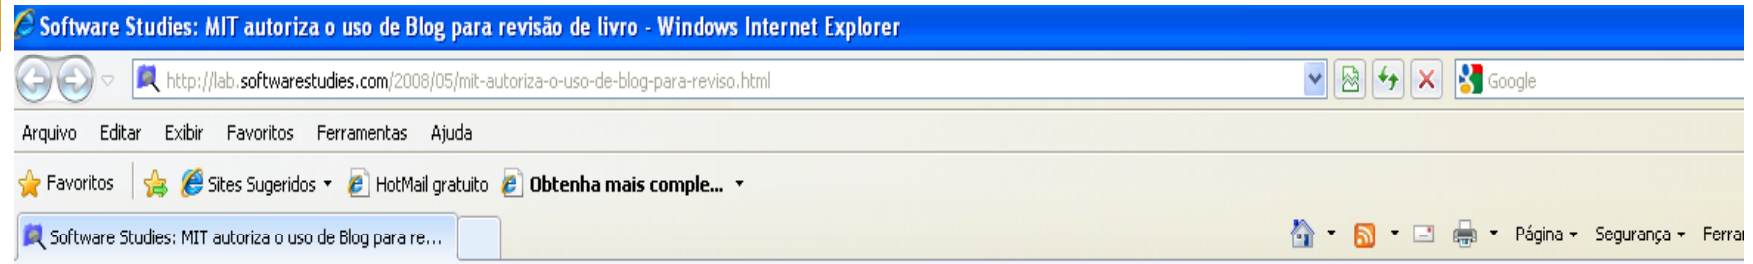 Software Studies: MIT autoriza o uso de Blog para revisão de livro - Windows Internet Explorer
http://lab.softwarestudies.com/2008/05/mit-autoriza-o-uso-de-blog-para-reviso.html Google
Arquivo Editar Exibir Favoritos Ferramentas Ajuda
Favoritos Sites Sugeridos HotMail gratuito Obtenha mais comple...
Software Studies: MIT autoriza o uso de Blog para re... Página Segurança Ferrar